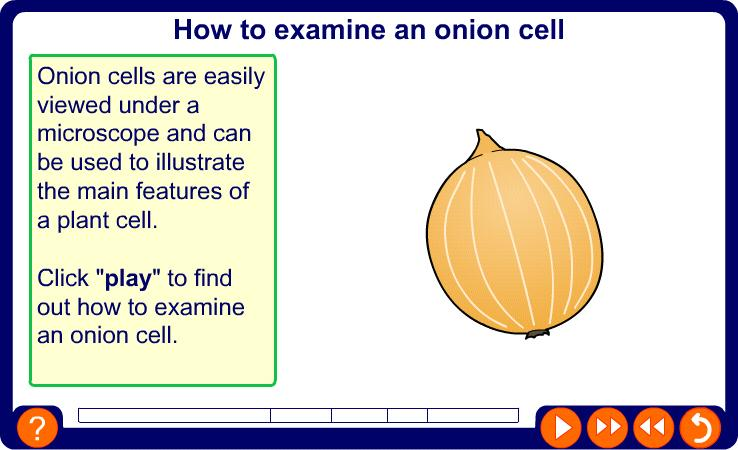 How to examine an onion cell
Onion cells are easily
viewed under a
microscope and can
be used to illustrate
the main features of
a plant cell.
Click "play" to find
out how to examine
an onion cell.
?